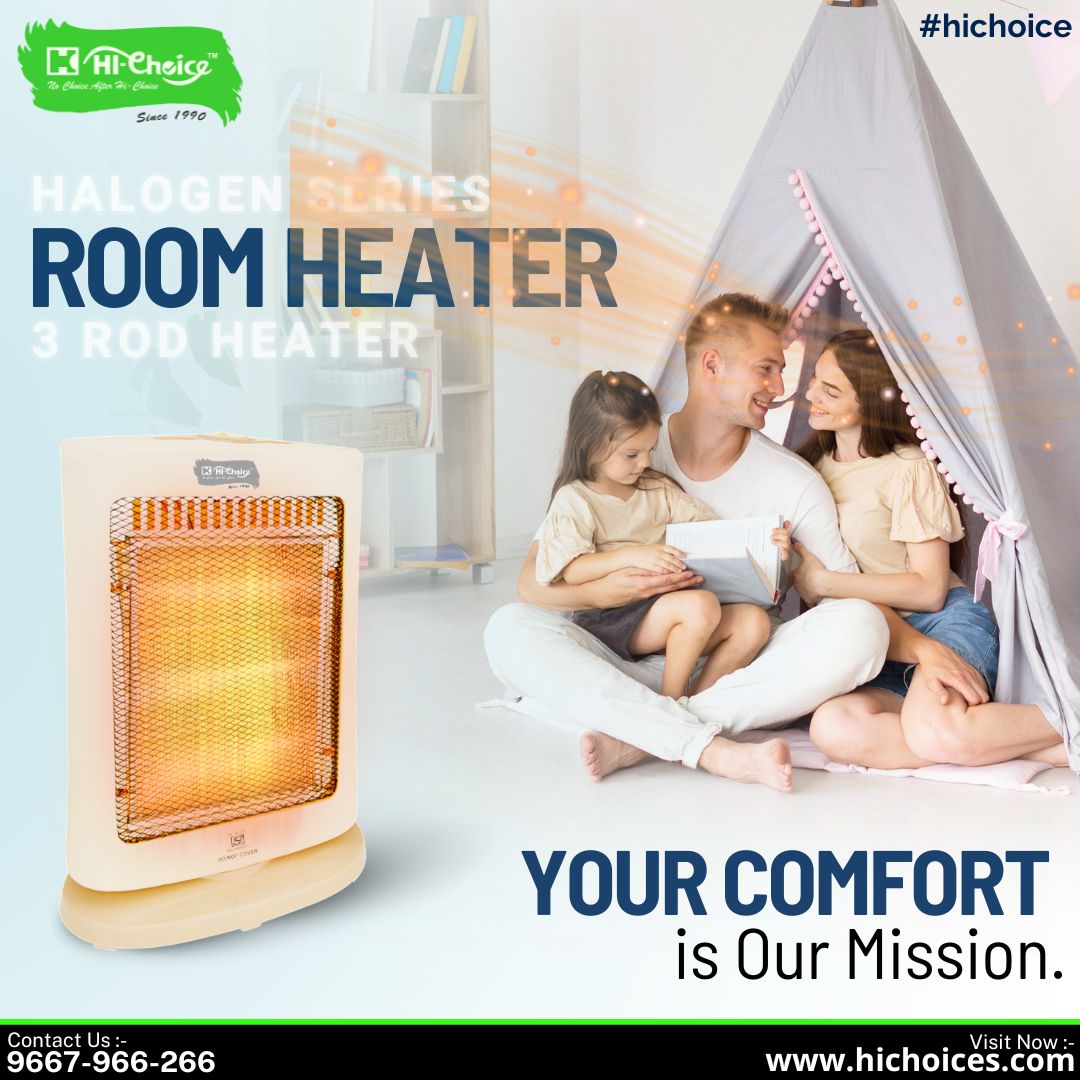 #hichoice
H Hi-Choice™
No Choice After Hi-Choice
Since 1990
HALOGEN SERIES
ROOM HEATER
3 ROD HEATER
H Hi-Choice
DO NOT COVER
YOUR COMFORT
is Our Mission.
Contact Us :-
9667-966-266
Visit Now :-
www.hichoices.com